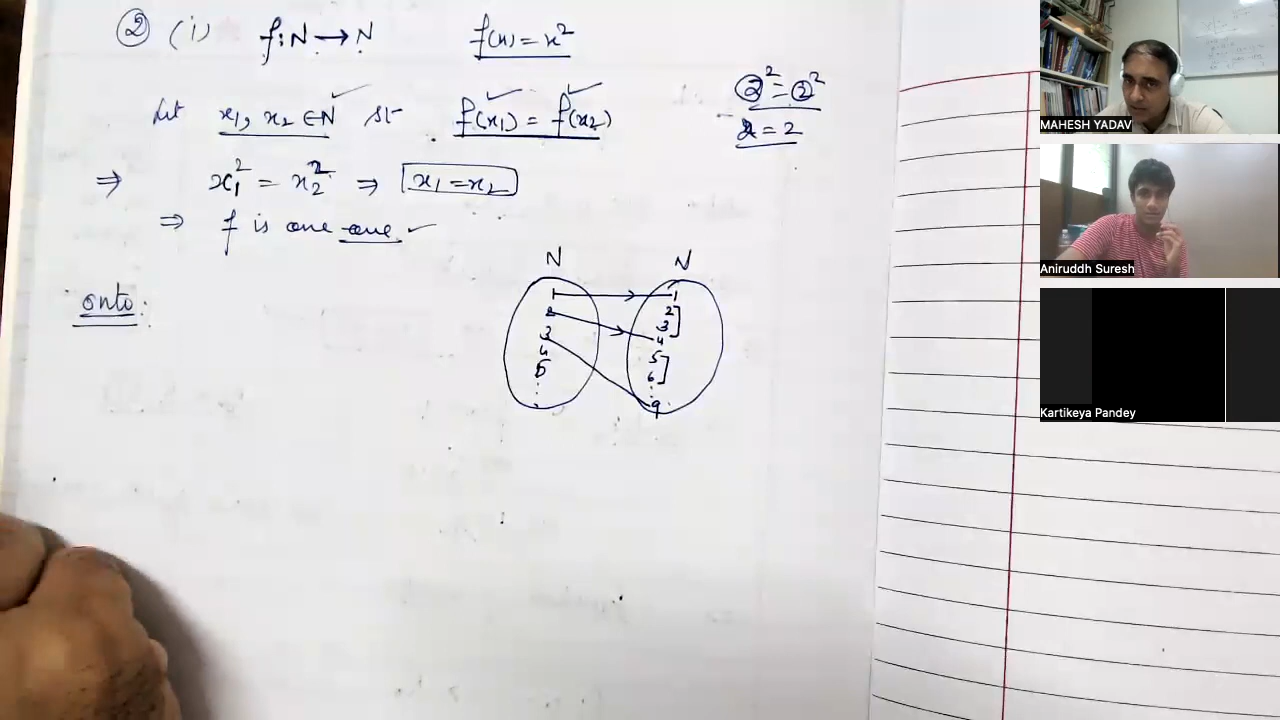 ② (i) f: N → N f(x) = x²
Let x₁, x₂ ∈ N st f(x₁) = f(x₂)
⇒ x₁² = x₂² ⇒ x₁ = x₂
⇒ f is one one
2² = 2²
2 = 2
onto:
N N
1 1
2 2
3 3
4 4
5 5
6
9
MAHESH YADAV
Aniruddh Suresh
Kartikeya Pandey